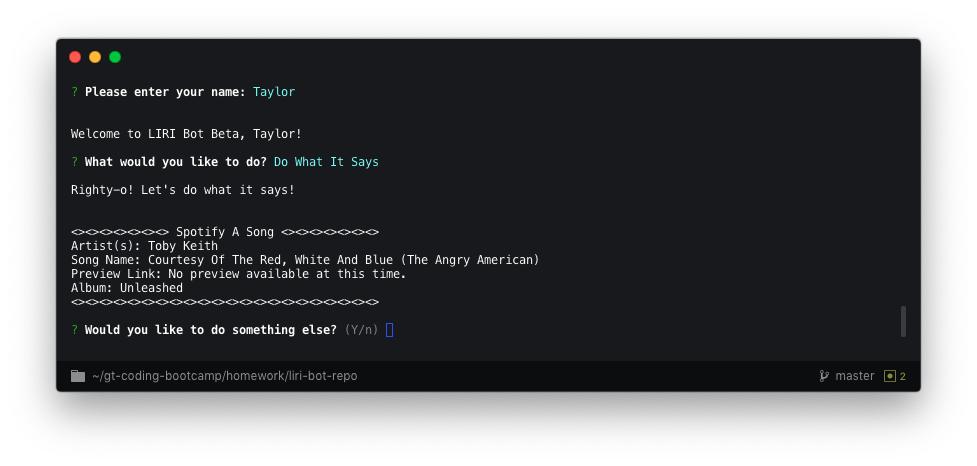 ? Please enter your name: Taylor
Welcome to LIRI Bot Beta, Taylor!
? What would you like to do? Do What It Says
Righty-o! Let's do what it says!
<><><><><><><> Spotify A Song <><><><><><><>
Artist(s): Toby Keith
Song Name: Courtesy Of The Red, White And Blue (The Angry American)
Preview Link: No preview available at this time.
Album: Unleashed
<><><><><><><><><><><><><><><><><><><><><><>
? Would you like to do something else? (Y/n)
~/gt-coding-bootcamp/homework/liri-bot-repo master 2